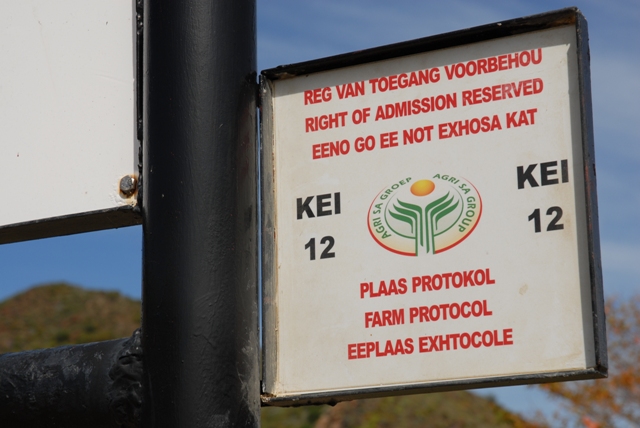 REG VAN TOEGANG VOORBEHOU
RIGHT OF ADMISSION RESERVED
EENO GO EE NOT EXHOSA KAT
KEI
12
AGRI SA GROEP
AGRI SA GROUP
KEI
12
PLAAS PROTOKOL
FARM PROTOCOL
EEPLAAS EXHTOCOLE